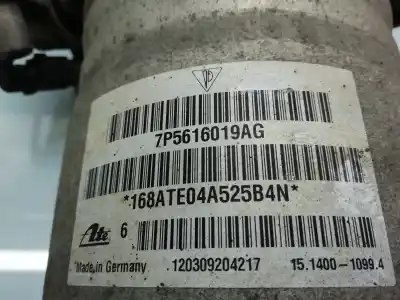 7P5616019AG
*168ATE04A525B4N*
Ate 6
Made in Germany 120309204217 15.1400-1099.4